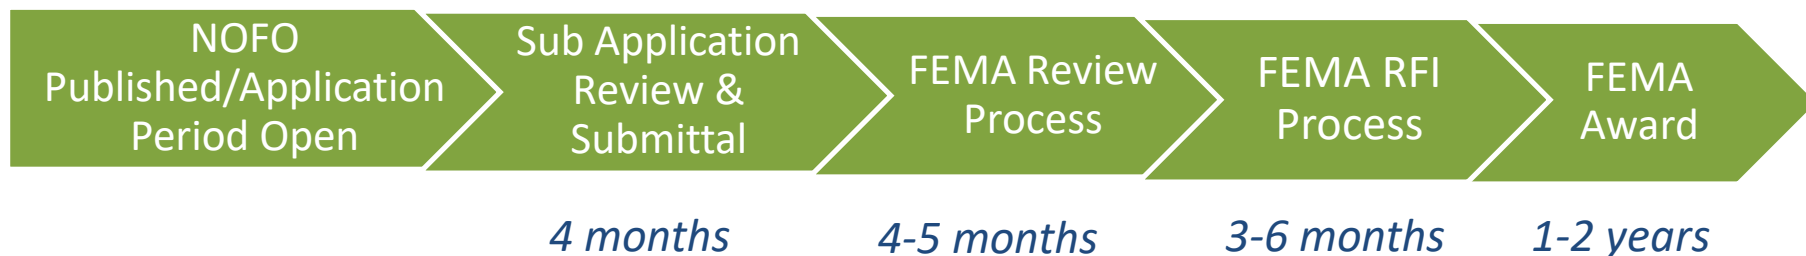 NOFO
Published/Application
Period Open
Sub Application
Review &
Submittal
FEMA Review
Process
FEMA RFI
Process
FEMA
Award
4 months
4-5 months
3-6 months
1-2 years